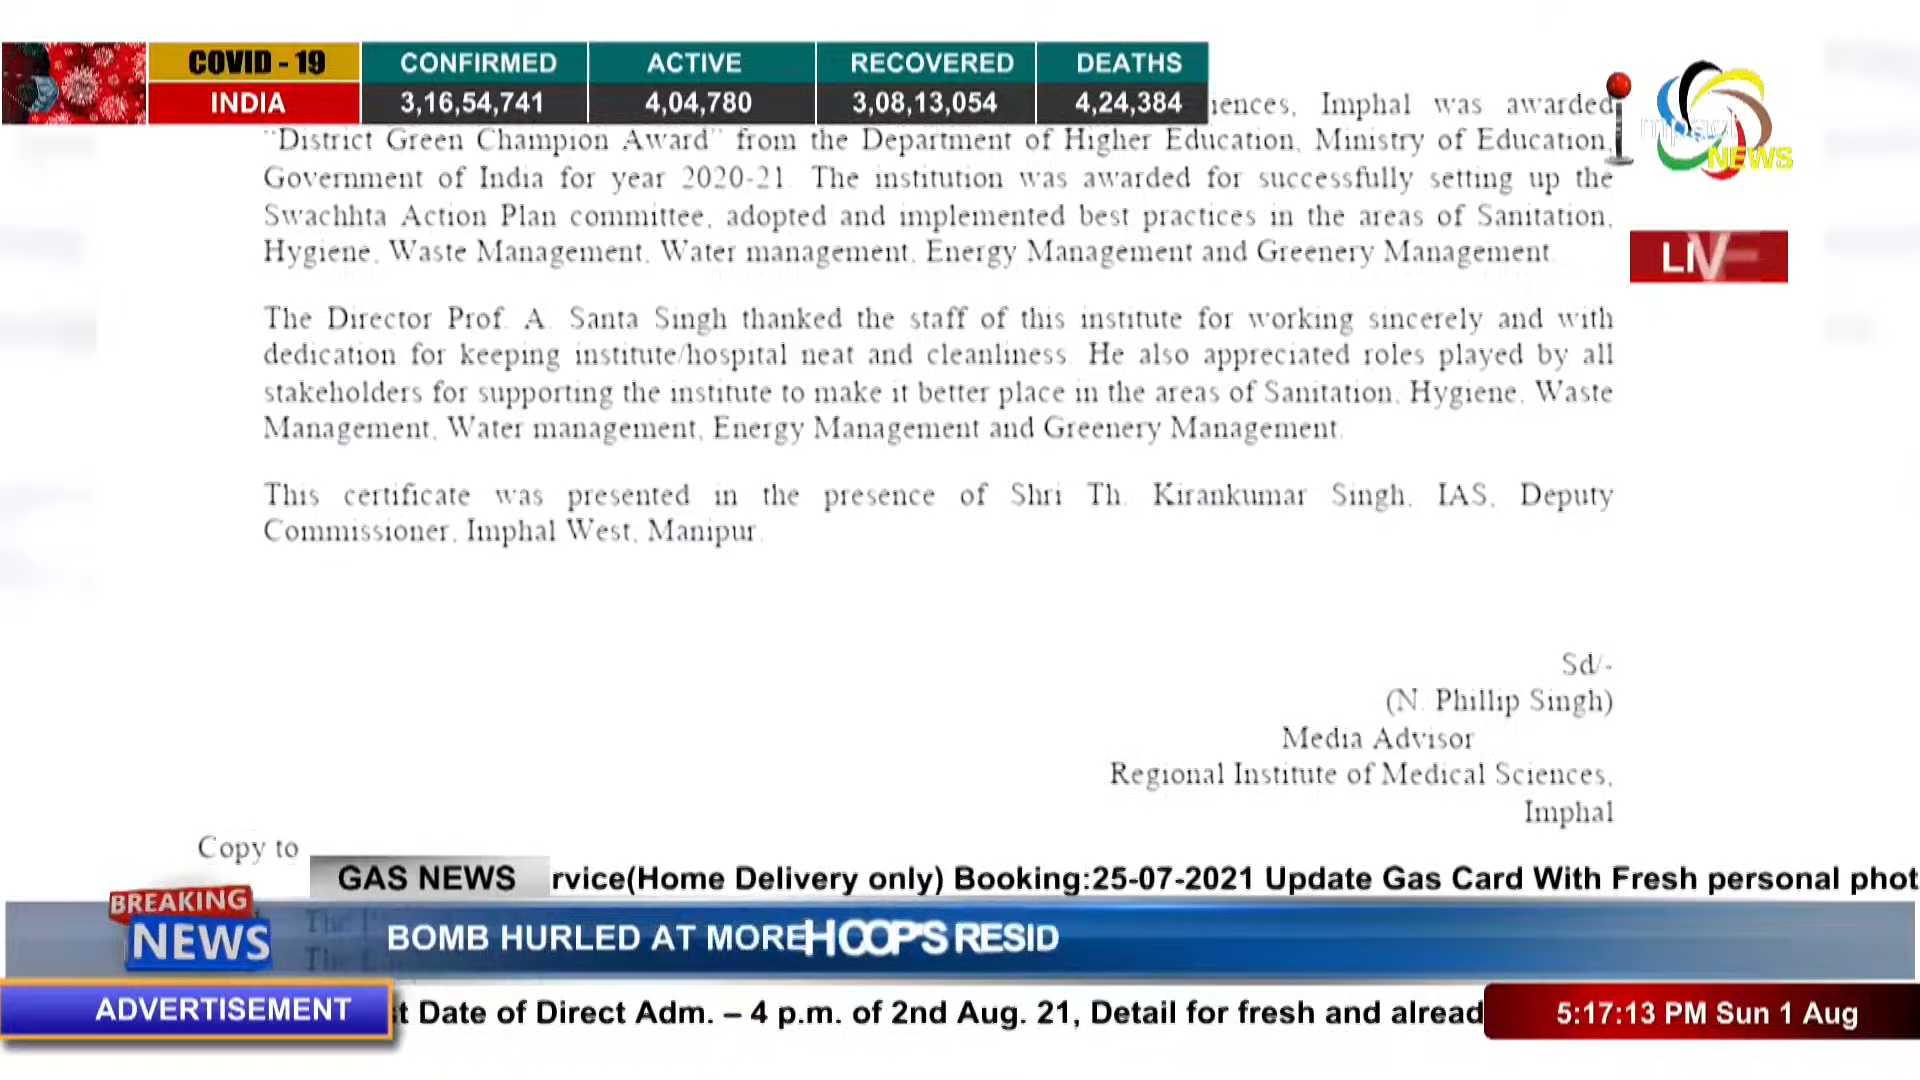 COVID - 19 CONFIRMED ACTIVE RECOVERED DEATHS
INDIA 3,16,54,741 4,04,780 3,08,13,054 4,24,384
iences, Imphal was awarded
"District Green Champion Award" from the Department of Higher Education, Ministry of Education,
Government of India for year 2020-21. The institution was awarded for successfully setting up the
Swachhta Action Plan committee, adopted and implemented best practices in the areas of Sanitation,
Hygiene, Waste Management, Water management, Energy Management and Greenery Management.
The Director Prof. A. Santa Singh thanked the staff of this institute for working sincerely and with
dedication for keeping institute/hospital neat and cleanliness. He also appreciated roles played by all
stakeholders for supporting the institute to make it better place in the areas of Sanitation, Hygiene, Waste
Management, Water management, Energy Management and Greenery Management.
This certificate was presented in the presence of Shri Th. Kirankumar Singh, IAS, Deputy
Commissioner, Imphal West, Manipur.
Sd/-
(N. Phillip Singh)
Media Advisor
Regional Institute of Medical Sciences,
Imphal
Copy to
impact
NEWS
LIVE
GAS NEWS rvice(Home Delivery only) Booking:25-07-2021 Update Gas Card With Fresh personal phot
BREAKING
NEWS
BOMB HURLED AT MOREH COOP'S RESID
ADVERTISEMENT t Date of Direct Adm. – 4 p.m. of 2nd Aug. 21, Detail for fresh and alread
5:17:13 PM Sun 1 Aug